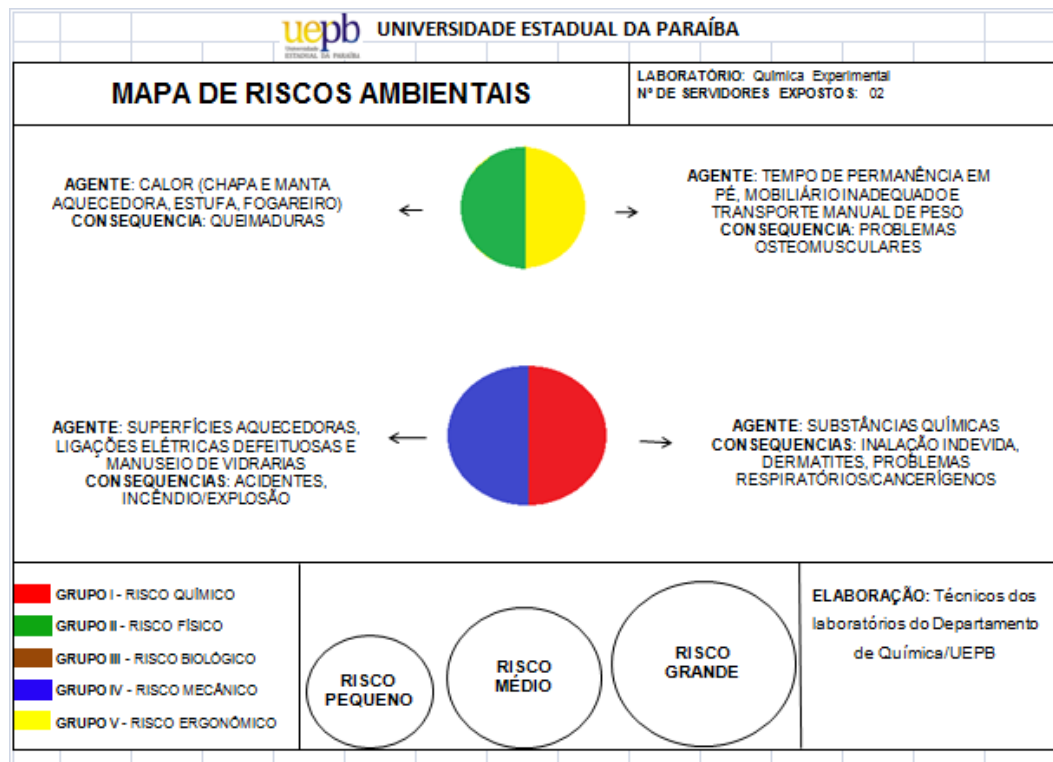 uepb
Universidade
ESTADUAL DA PARAÍBA
UNIVERSIDADE ESTADUAL DA PARAÍBA
MAPA DE RISCOS AMBIENTAIS
LABORATÓRIO: Química Experimental
Nº DE SERVIDORES EXPOSTOS: 02
AGENTE: CALOR (CHAPA E MANTA
AQUECEDORA, ESTUFA, FOGAREIRO)
CONSEQUENCIA: QUEIMADURAS
AGENTE: TEMPO DE PERMANÊNCIA EM
PÉ, MOBILIÁRIO INADEQUADO E
TRANSPORTE MANUAL DE PESO
CONSEQUENCIA: PROBLEMAS
OSTEOMUSCULARES
AGENTE: SUPERFÍCIES AQUECEDORAS,
LIGAÇÕES ELÉTRICAS DEFEITUOSAS E
MANUSEIO DE VIDRARIAS
CONSEQUENCIAS: ACIDENTES,
INCÊNDIO/EXPLOSÃO
AGENTE: SUBSTÂNCIAS QUÍMICAS
CONSEQUENCIAS: INALAÇÃO INDEVIDA,
DERMATITES, PROBLEMAS
RESPIRATÓRIOS/CANCERÍGENOS
GRUPO I - RISCO QUÍMICO
GRUPO II - RISCO FÍSICO
GRUPO III - RISCO BIOLÓGICO
GRUPO IV - RISCO MECÂNICO
GRUPO V - RISCO ERGONÔMICO
RISCO
PEQUENO
RISCO
MÉDIO
RISCO
GRANDE
ELABORAÇÃO: Técnicos dos
laboratórios do Departamento
de Química/UEPB